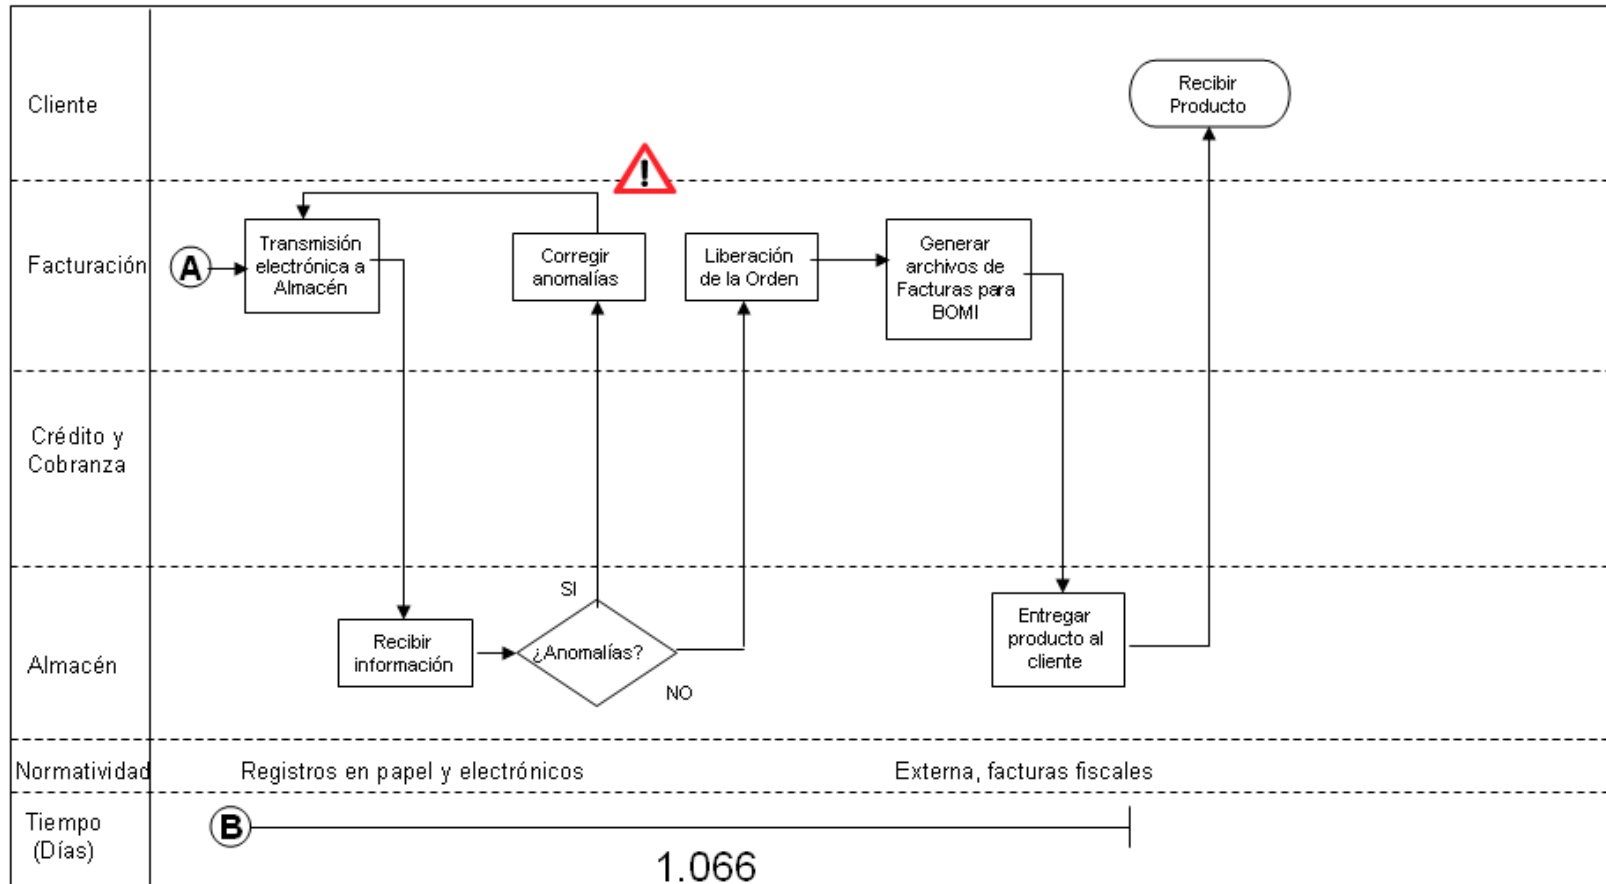 Cliente
Recibir
Producto
!
Facturación
A
Transmisión
electrónica a
Almacén
Corregir
anomalías
Liberación
de la Orden
Generar
archivos de
Facturas para
BOMI
Crédito y
Cobranza
Almacén
Recibir
información
SI
¿Anomalías?
NO
Entregar
producto al
cliente
Normatividad
Registros en papel y electrónicos
Externa, facturas fiscales
Tiempo
(Días)
B
1.066